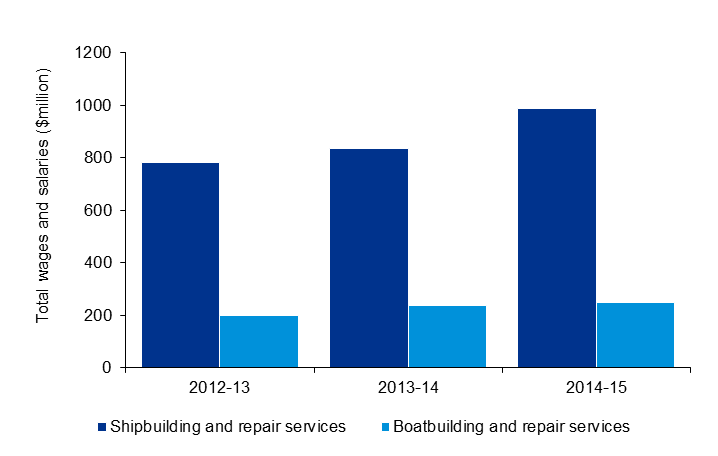 Total wages and salaries ($million)
1200
1000
800
600
400
200
0
2012-13 2013-14 2014-15
Shipbuilding and repair services Boatbuilding and repair services